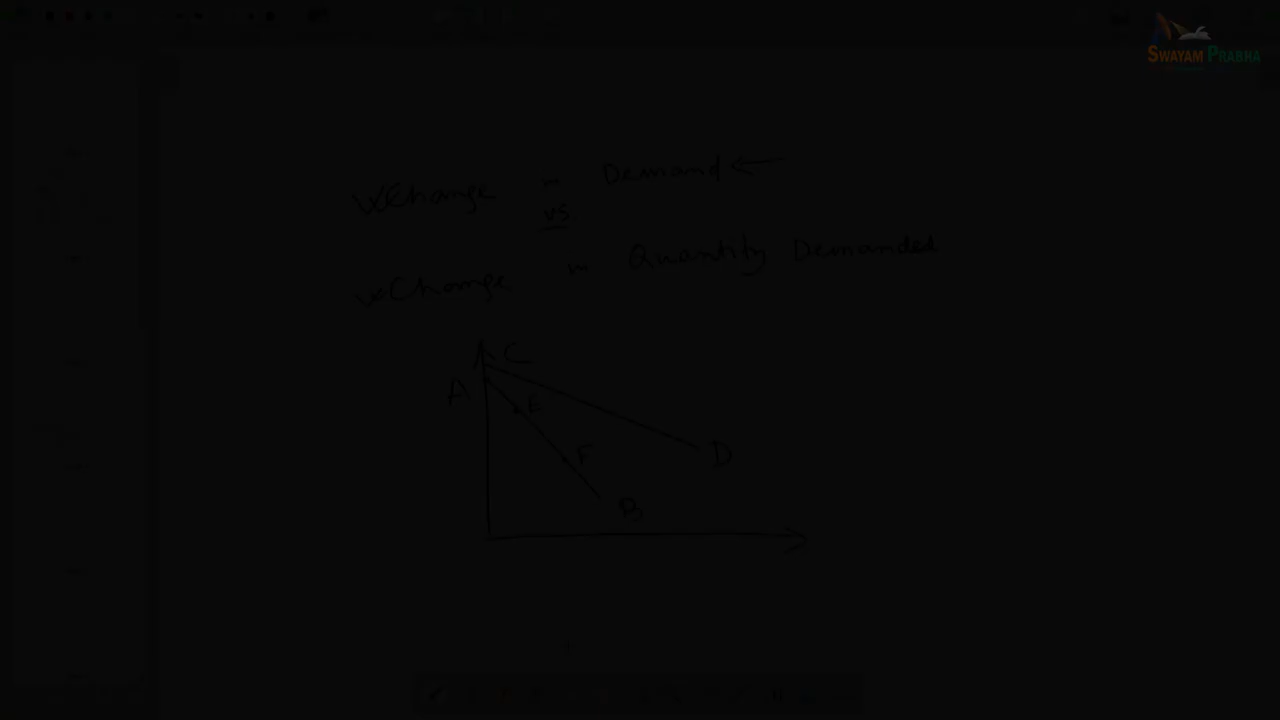 SWAYAM PRABHA
Change in Demand ←
vs.
Change in Quantity Demanded
C
A
E
F
D
B